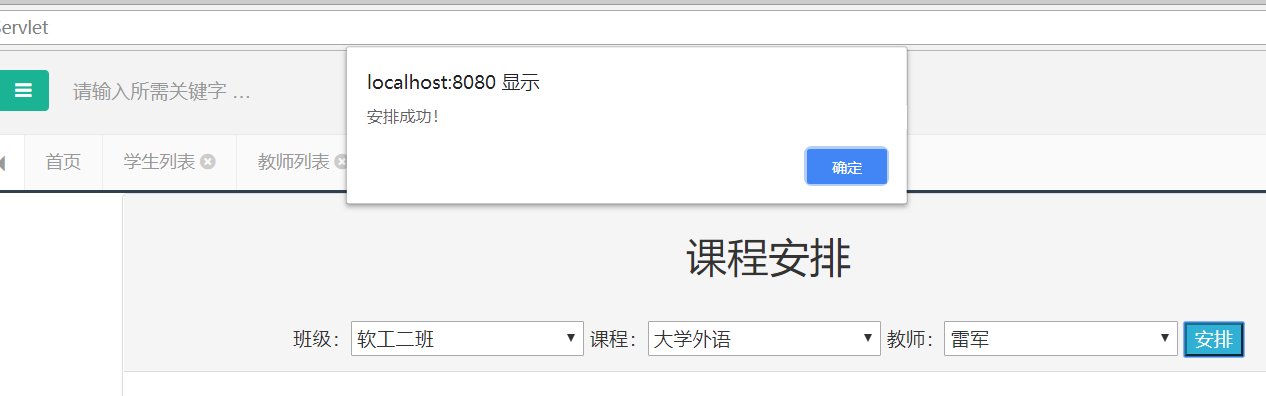 ervlet
localhost:8080 显示
请输入所需关键字 ...
安排成功!
确定
首页 学生列表 教师列表
课程安排
班级： 软工二班 课程： 大学外语 教师： 雷军 安排